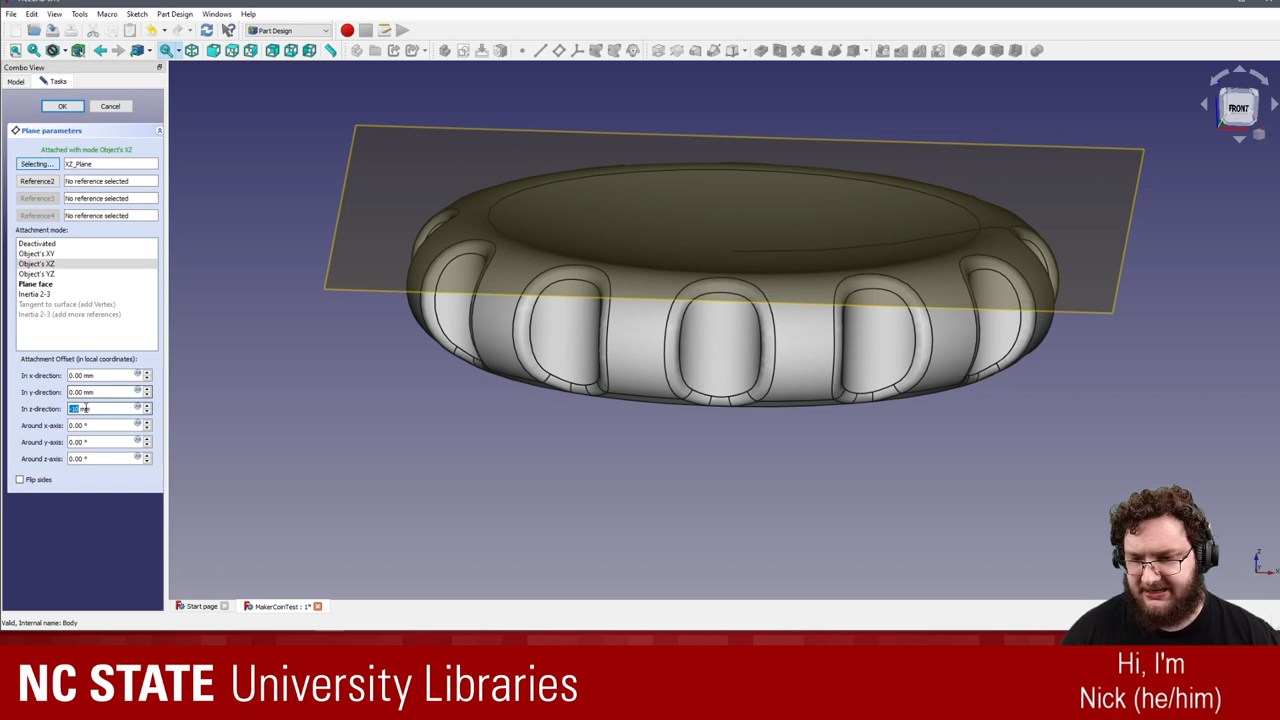 File Edit View Tools Macro Sketch Part Design Windows Help
Part Design
Combo View
Model Tasks
OK Cancel
Plane parameters
Attached with mode Object's XZ
Selecting... XZ_Plane
Reference2 No reference selected
Reference3 No reference selected
Reference4 No reference selected
Attachment mode:
Deactivated
Object's XY
Object's XZ
Object's YZ
Plane face
Inertia 2-3
Tangent to surface (add Vertex)
Inertia 2-3 (add more references)
Attachment Offset (in local coordinates):
In x-direction: 0.00 mm
In y-direction: 0.00 mm
In z-direction:
Around x-axis: 0.00 °
Around y-axis: 0.00 °
Around z-axis: 0.00 °
Flip sides
FRONT
Start page MakerCoinTest : 1*
Valid, Internal name: Body
NC STATE University Libraries
Hi, I'm
Nick (he/him)